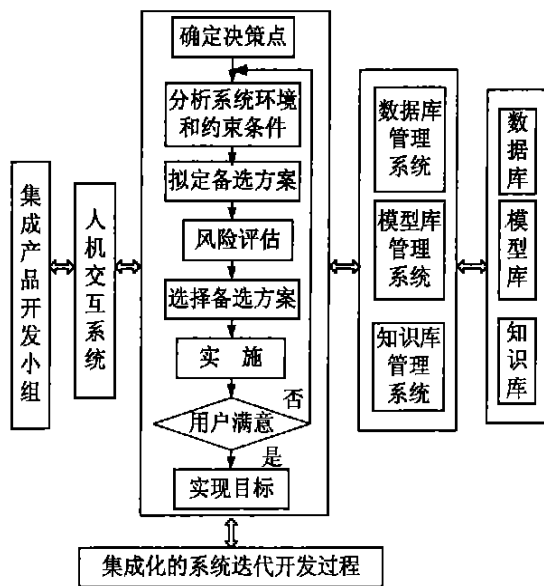 集成产品开发小组
人机交互系统
确定决策点
分析系统环境
和约束条件
拟定备选方案
风险评估
选择备选方案
实 施
用户满意
否
是
实现目标
数据库
管理
系统
模型库
管理
系统
知识库
管理
系统
数据库
模型库
知识库
集成化的系统迭代开发过程